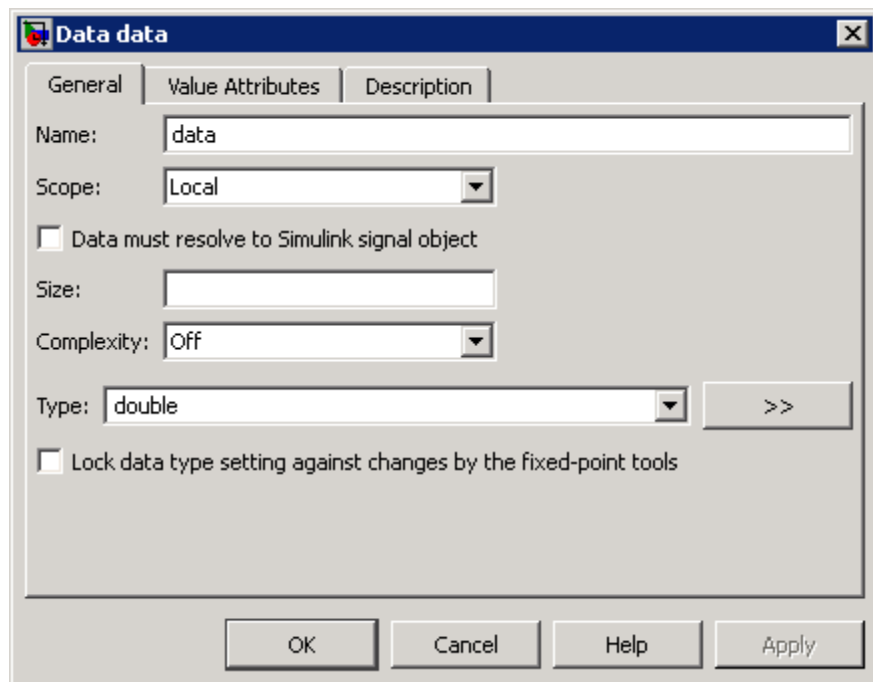 Data data
General Value Attributes Description
Name: data
Scope: Local
Data must resolve to Simulink signal object
Size:
Complexity: Off
Type: double >>
Lock data type setting against changes by the fixed-point tools
OK Cancel Help Apply